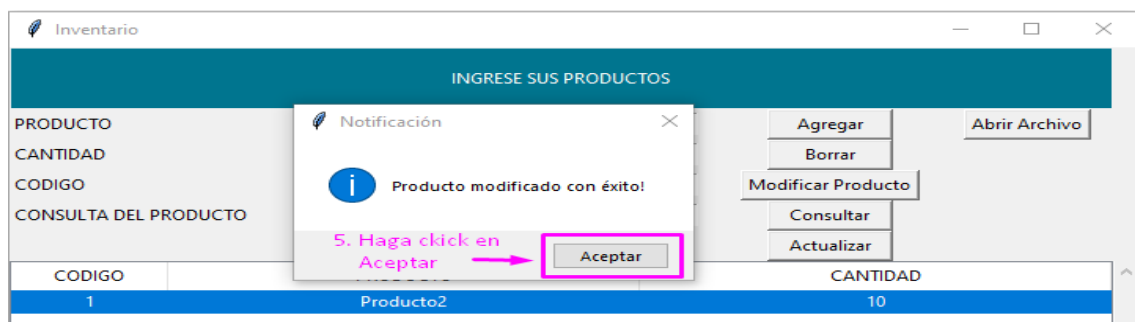 Inventario
INGRESE SUS PRODUCTOS
PRODUCTO
Notificación
Agregar
Abrir Archivo
CANTIDAD
Borrar
CODIGO
Producto modificado con éxito!
Modificar Producto
CONSULTA DEL PRODUCTO
Consultar
5. Haga ckick en
Aceptar
Aceptar
Actualizar
CODIGO
CANTIDAD
1
Producto2
10